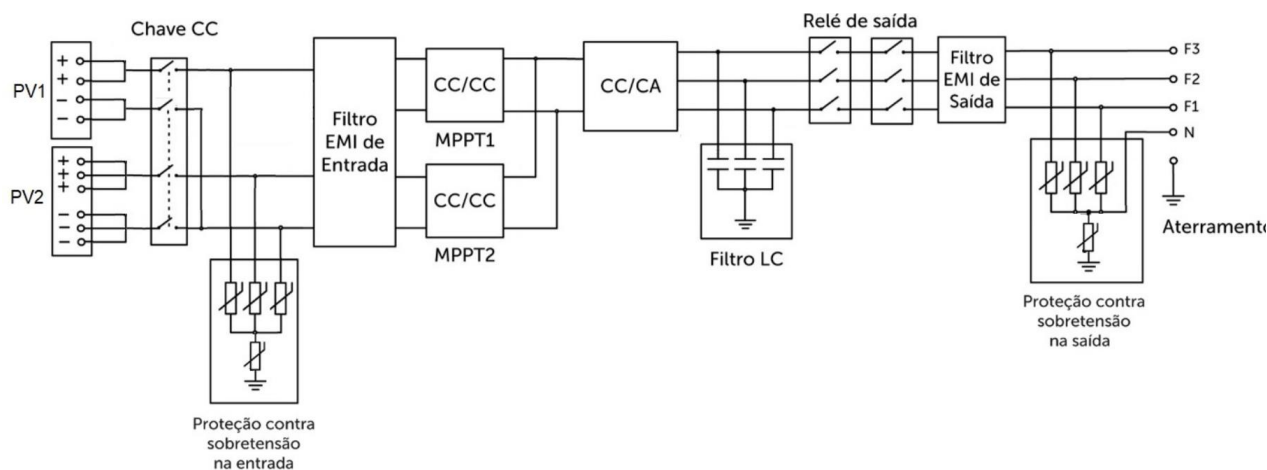 Chave CC
PV1
+
+
−
−
PV2
+
+
+
−
−
−
Proteção contra
sobretensão
na entrada
Filtro
EMI de
Entrada
CC/CC
MPPT1
CC/CC
MPPT2
CC/CA
Filtro LC
Relé de saída
Filtro
EMI de
Saída
F3
F2
F1
N
Aterramento
Proteção contra
sobretensão
na saída